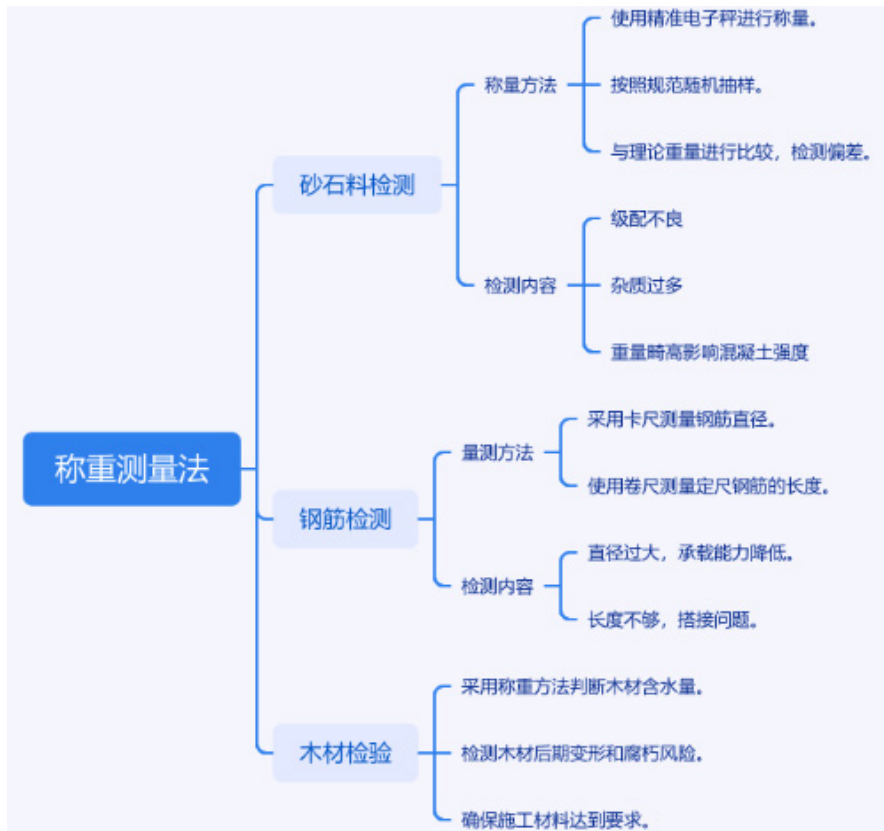 称重测量法
砂石料检测
称量方法
使用精准电子秤进行称量。
按照规范随机抽样。
与理论重量进行比较，检测偏差。
检测内容
级配不良
杂质过多
重量畸高影响混凝土强度
钢筋检测
量测方法
采用卡尺测量钢筋直径。
使用卷尺测量定尺钢筋的长度。
检测内容
直径过大，承载能力降低。
长度不够，搭接问题。
木材检验
采用称重方法判断木材含水量。
检测木材后期变形和腐朽风险。
确保施工材料达到要求。